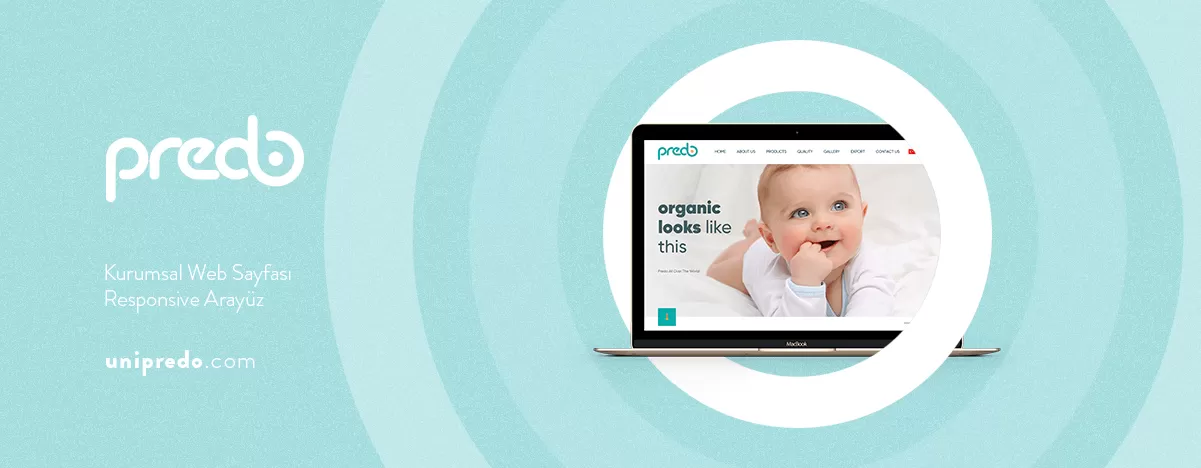 predo
Kurumsal Web Sayfası
Responsive Arayüz
unipredo.com
predo
HOME ABOUT US PRODUCTS QUALITY GALLERY EXPORT CONTACT US
organic
looks like
this
Predo All Over The World
MacBook